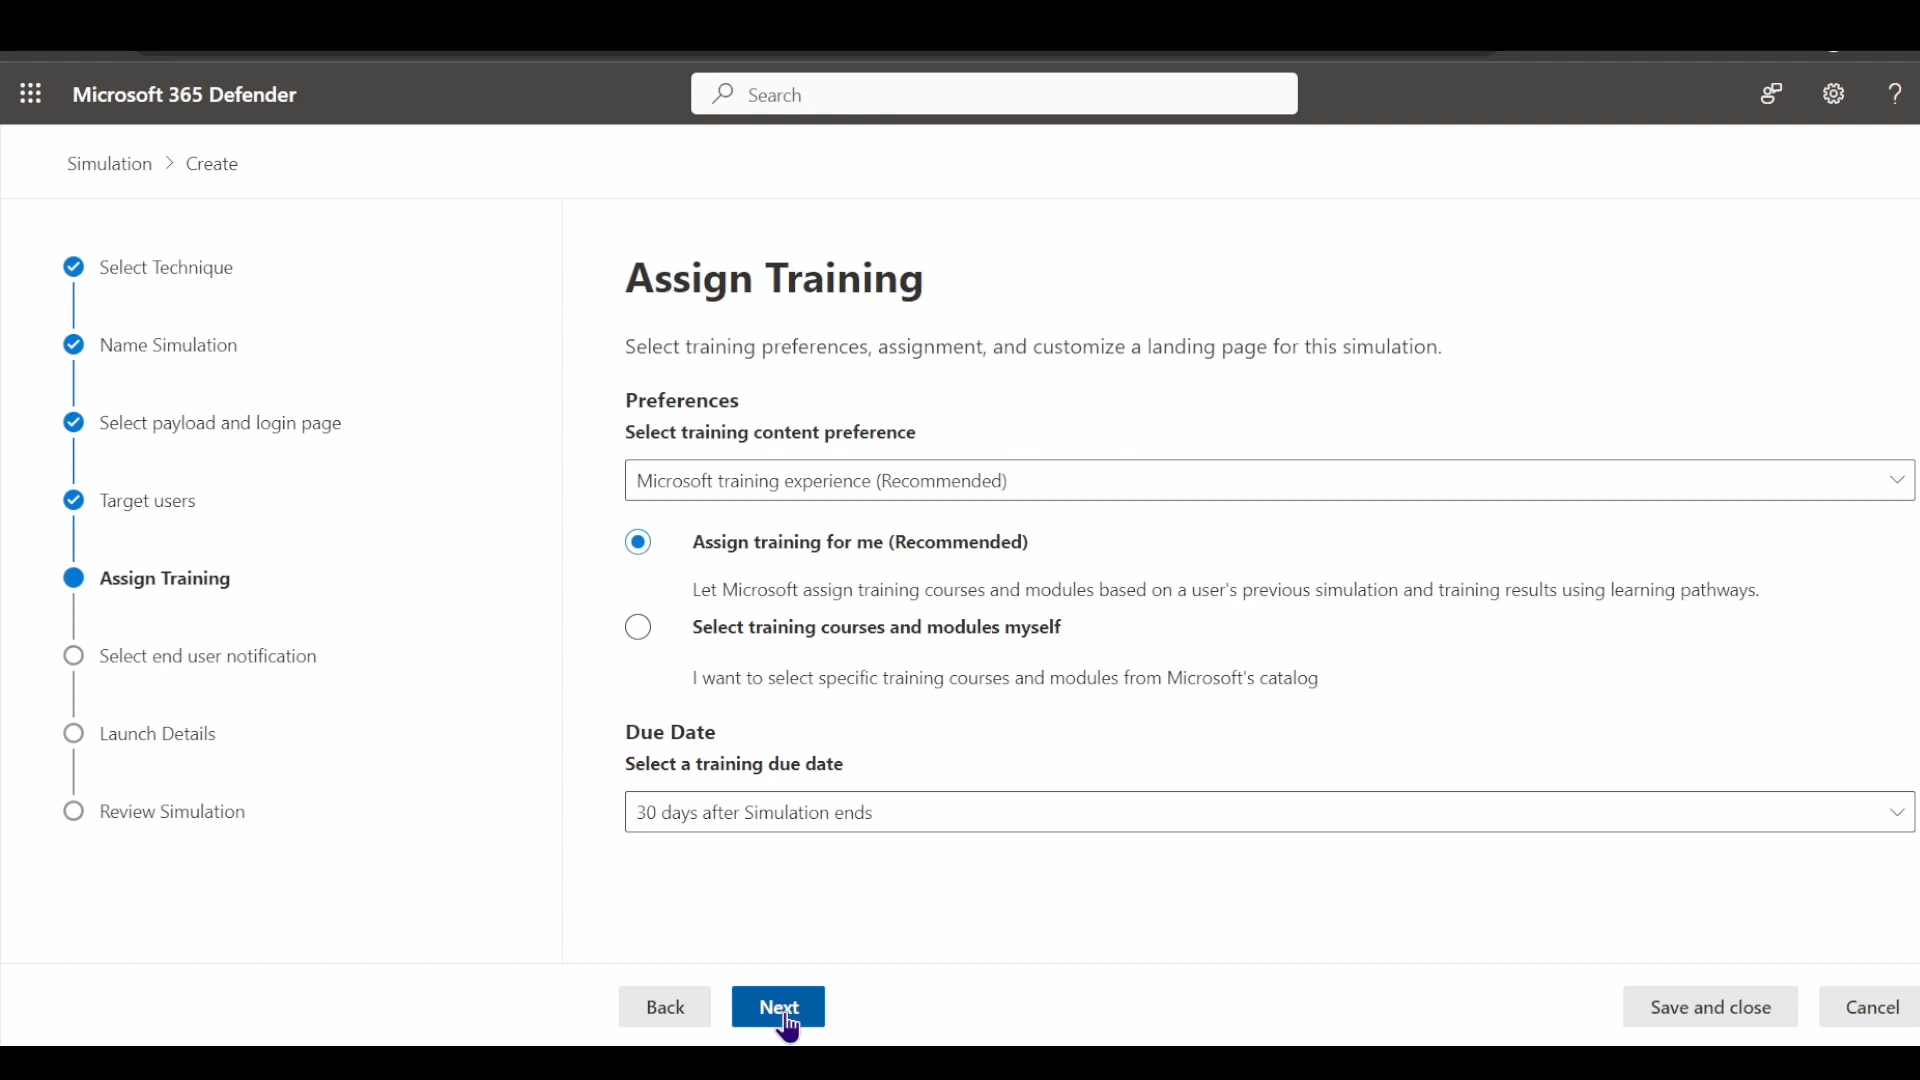 Microsoft 365 Defender
Search
?
Simulation > Create
Select Technique
Name Simulation
Select payload and login page
Target users
Assign Training
Select end user notification
Launch Details
Review Simulation
Assign Training
Select training preferences, assignment, and customize a landing page for this simulation.
Preferences
Select training content preference
Microsoft training experience (Recommended)
Assign training for me (Recommended)
Let Microsoft assign training courses and modules based on a user's previous simulation and training results using learning pathways.
Select training courses and modules myself
I want to select specific training courses and modules from Microsoft's catalog
Due Date
Select a training due date
30 days after Simulation ends
Back
Next
Save and close
Cancel